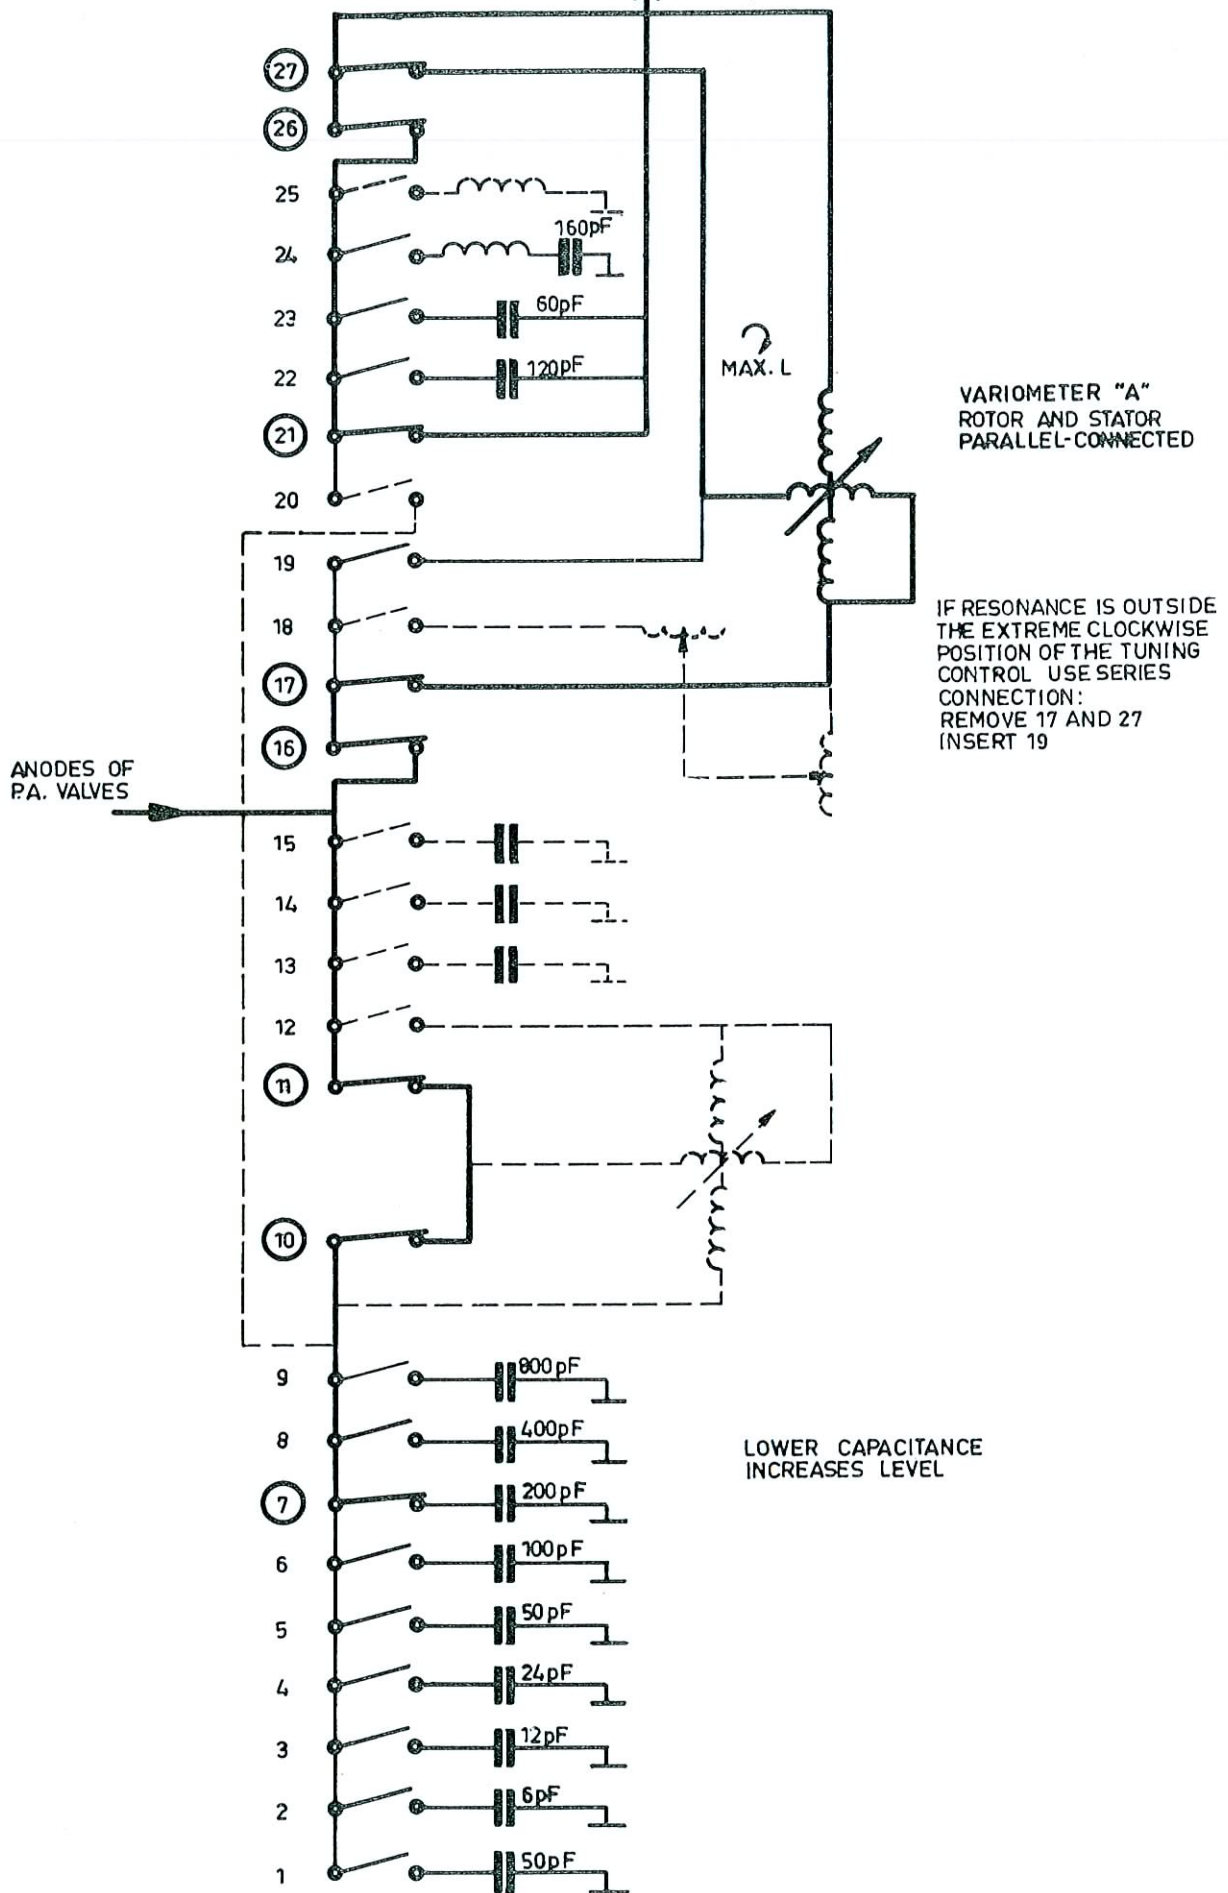 27
26
25
160pF
24
60pF
23
120pF
22
MAX. L
VARIOMETER "A"
ROTOR AND STATOR
PARALLEL-CONNECTED
21
20
19
18
17
16
IF RESONANCE IS OUTSIDE
THE EXTREME CLOCKWISE
POSITION OF THE TUNING
CONTROL USE SERIES
CONNECTION:
REMOVE 17 AND 27
INSERT 19
ANODES OF
P.A. VALVES
15
14
13
12
11
10
9
800pF
8
400pF
LOWER CAPACITANCE
INCREASES LEVEL
7
200pF
6
100pF
5
50pF
4
24pF
3
12pF
2
6pF
1
50pF